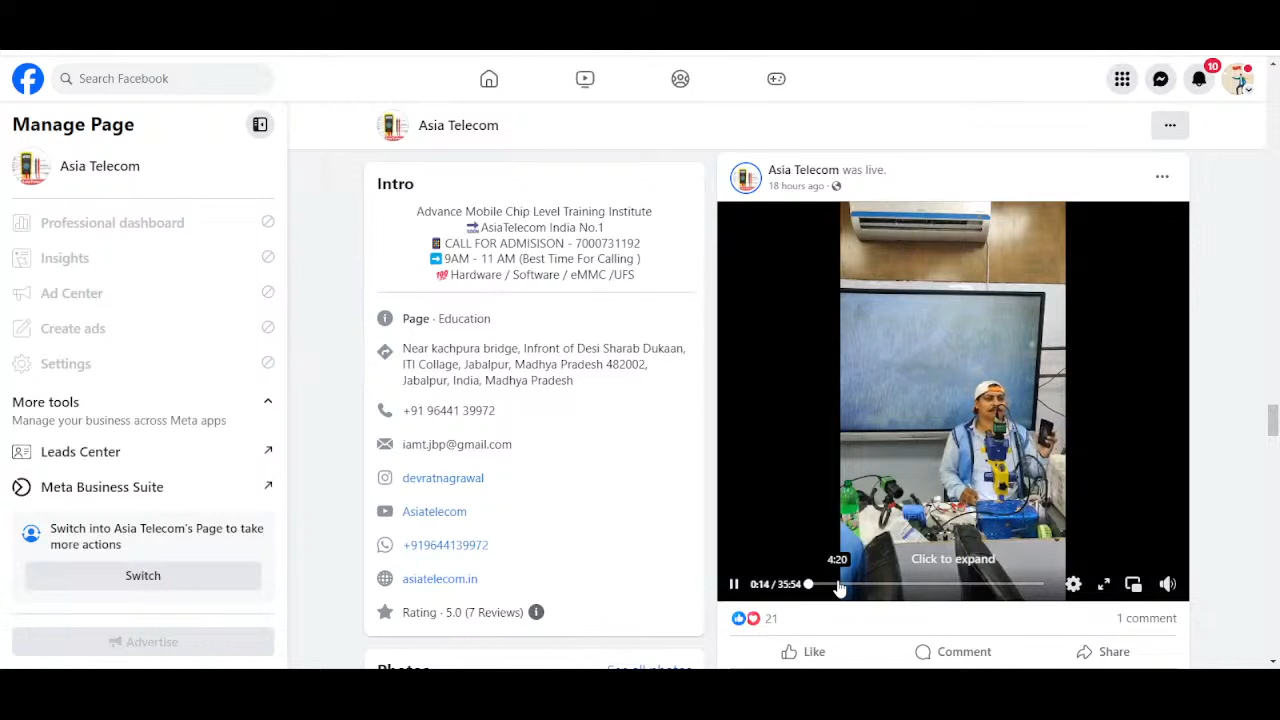 Search Facebook
10
Manage Page
Asia Telecom
Professional dashboard
Insights
Ad Center
Create ads
Settings
More tools
Manage your business across Meta apps
Leads Center
Meta Business Suite
Switch into Asia Telecom's Page to take
more actions
Switch
Advertise
Asia Telecom
Intro
Advance Mobile Chip Level Training Institute
AsiaTelecom India No.1
CALL FOR ADMISISON - 7000731192
9AM - 11 AM (Best Time For Calling )
Hardware / Software / eMMC /UFS
Page · Education
Near kachpura bridge, Infront of Desi Sharab Dukaan,
ITI Collage, Jabalpur, Madhya Pradesh 482002,
Jabalpur, India, Madhya Pradesh
+91 96441 39972
iamt.jbp@gmail.com
devratnagrawal
Asiatelecom
+919644139972
asiatelecom.in
Rating · 5.0 (7 Reviews)
Photos
See all photos
Asia Telecom was live.
18 hours ago ·
4:20
Click to expand
0:14 / 35:54
21
1 comment
Like
Comment
Share